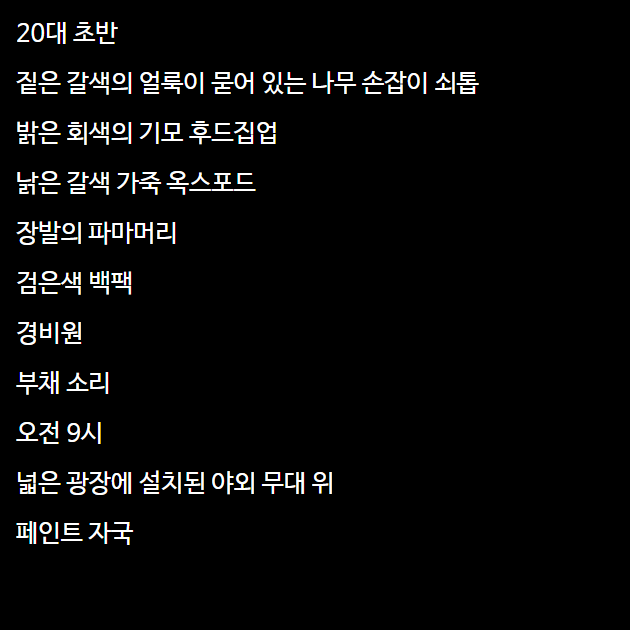 20대 초반
짙은 갈색의 얼룩이 묻어 있는 나무 손잡이 쇠톱
밝은 회색의 기모 후드집업
낡은 갈색 가죽 옥스포드
장발의 파마머리
검은색 백팩
경비원
부채 소리
오전 9시
넓은 광장에 설치된 야외 무대 위
페인트 자국